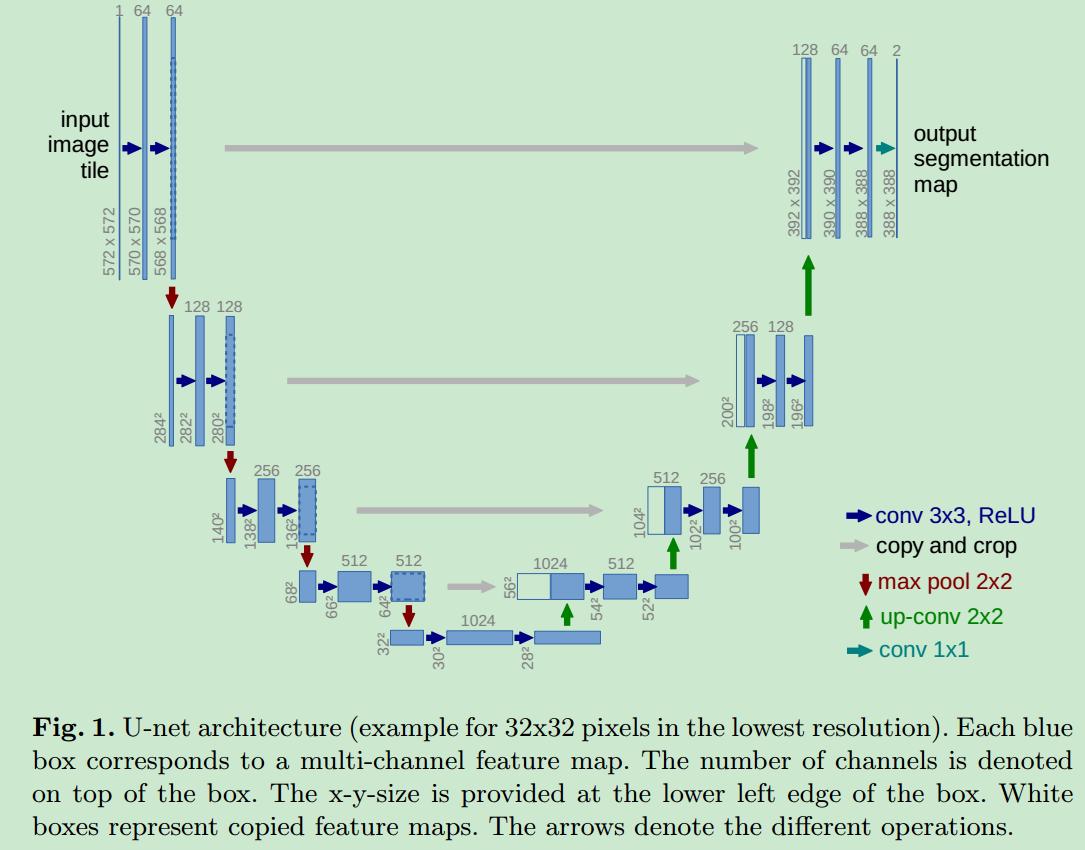 1 64 64
128 64 64 2
input
image
tile
output
segmentation
map
572 x 572
570 x 570
568 x 568
392 x 392
390 x 390
388 x 388
388 x 388
128 128
256 128
284²
282²
280²
200²
198²
196²
256 256
512 256
140²
138²
136²
104²
102²
100²
512 512
1024 512
68²
66²
64²
56²
54²
52²
1024
32²
30²
28²
conv 3x3, ReLU
copy and crop
max pool 2x2
up-conv 2x2
conv 1x1
Fig. 1. U-net architecture (example for 32x32 pixels in the lowest resolution). Each blue
box corresponds to a multi-channel feature map. The number of channels is denoted
on top of the box. The x-y-size is provided at the lower left edge of the box. White
boxes represent copied feature maps. The arrows denote the different operations.